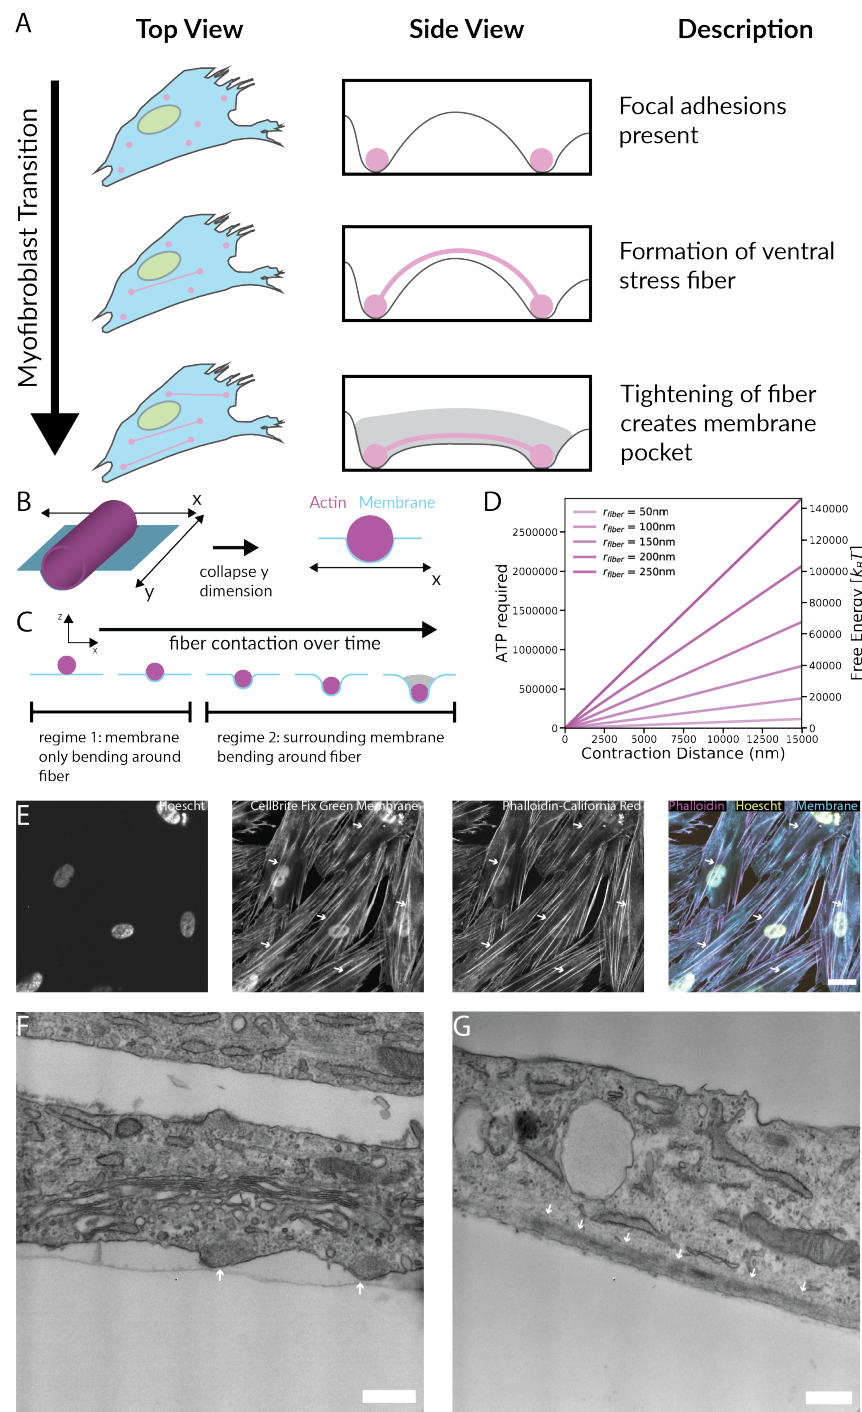 A
Top View
Side View
Description
Myofibroblast Transition
Focal adhesions
present
Formation of ventral
stress fiber
Tightening of fiber
creates membrane
pocket
B
x
y
collapse y
dimension
Actin Membrane
x
C
z
x
fiber contaction over time
regime 1: membrane
only bending around
fiber
regime 2: surrounding membrane
bending around fiber
D
r_fiber = 50nm
r_fiber = 100nm
r_fiber = 150nm
r_fiber = 200nm
r_fiber = 250nm
ATP required
2500000
2000000
1500000
1000000
500000
0
Free Energy [k_BT]
140000
120000
100000
80000
60000
40000
20000
0
0 2500 5000 7500 10000 12500 15000
Contraction Distance (nm)
E
Hoescht
CellBrite Fix Green Membrane
Phalloidin-California Red
Phalloidin Hoescht Membrane
F
G